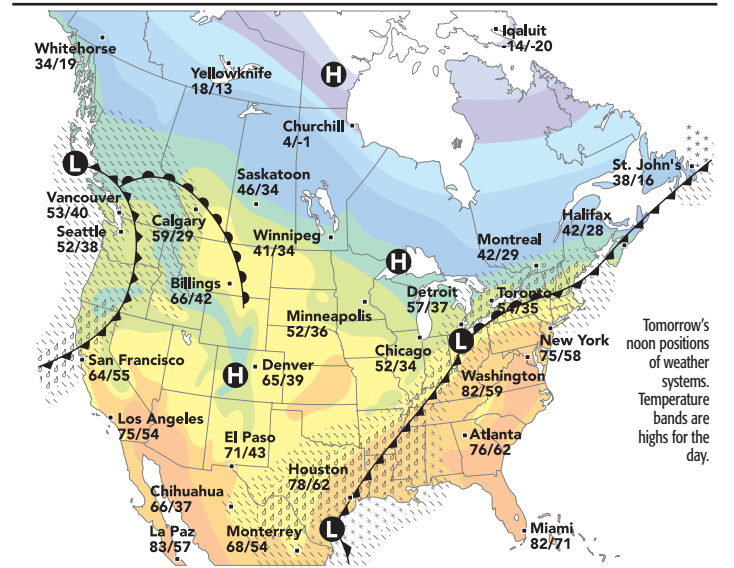 Iqaluit
-14/-20
Whitehorse
34/19
Yellowknife
18/13
H
Churchill
4/-1
L
St. John's
38/16
Saskatoon
46/34
Vancouver
53/40
Calgary
59/29
Halifax
42/28
Seattle
52/38
Winnipeg
41/34
Montreal
42/29
H
Billings
66/42
Detroit
57/37
Toronto
54/35
Minneapolis
52/36
L
New York
75/58
Chicago
52/34
San Francisco
64/55
H
Denver
65/39
Washington
82/59
Los Angeles
75/54
El Paso
71/43
Atlanta
76/62
Houston
78/62
Chihuahua
66/37
L
La Paz
83/57
Monterrey
68/54
Miami
82/71
Tomorrow's
noon positions
of weather
systems.
Temperature
bands are
highs for the
day.